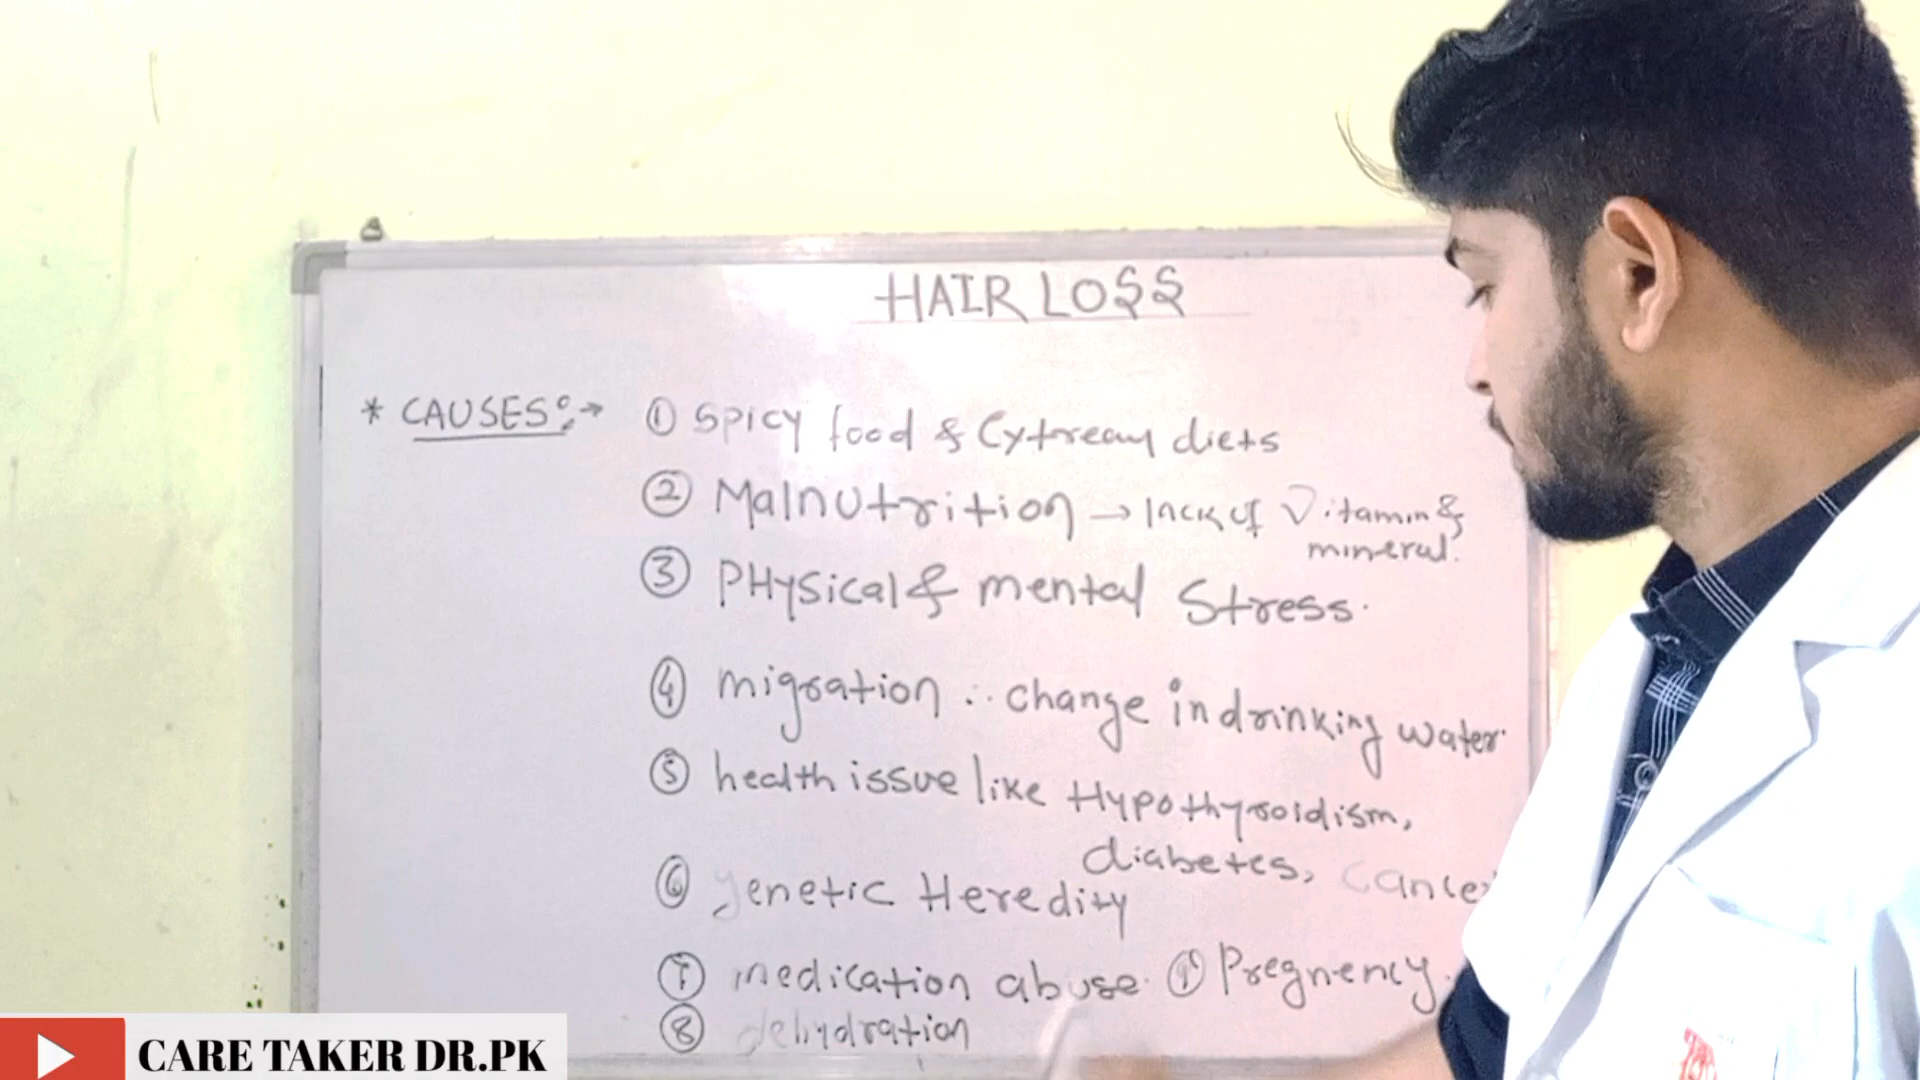 HAIR LOSS
* CAUSES :→ ① SPICY food & Cytream diets
② Malnutrition → lack of Vitamin &
mineral.
③ PHysical & mental Stress.
④ migration ∴ change in drinking water.
⑤ health issue like Hypothyroidism,
diabetes, Cancer
⑥ genetic Heredity
⑦ medication abuse. ⑨ Pregnency.
⑧ dehydration
CARE TAKER DR.PK